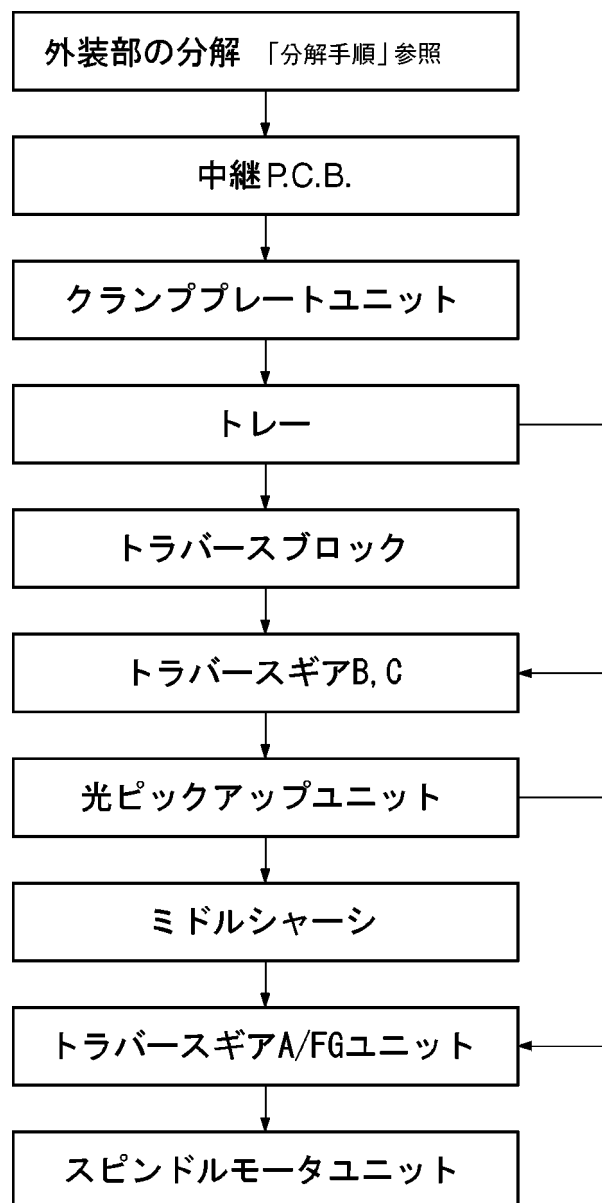 外装部の分解 「分解手順」参照
中継P.C.B.
クランププレートユニット
トレー
トラバースブロック
トラバースギアB,C
光ピックアップユニット
ミドルシャーシ
トラバースギアA/FGユニット
スピンドルモータユニット